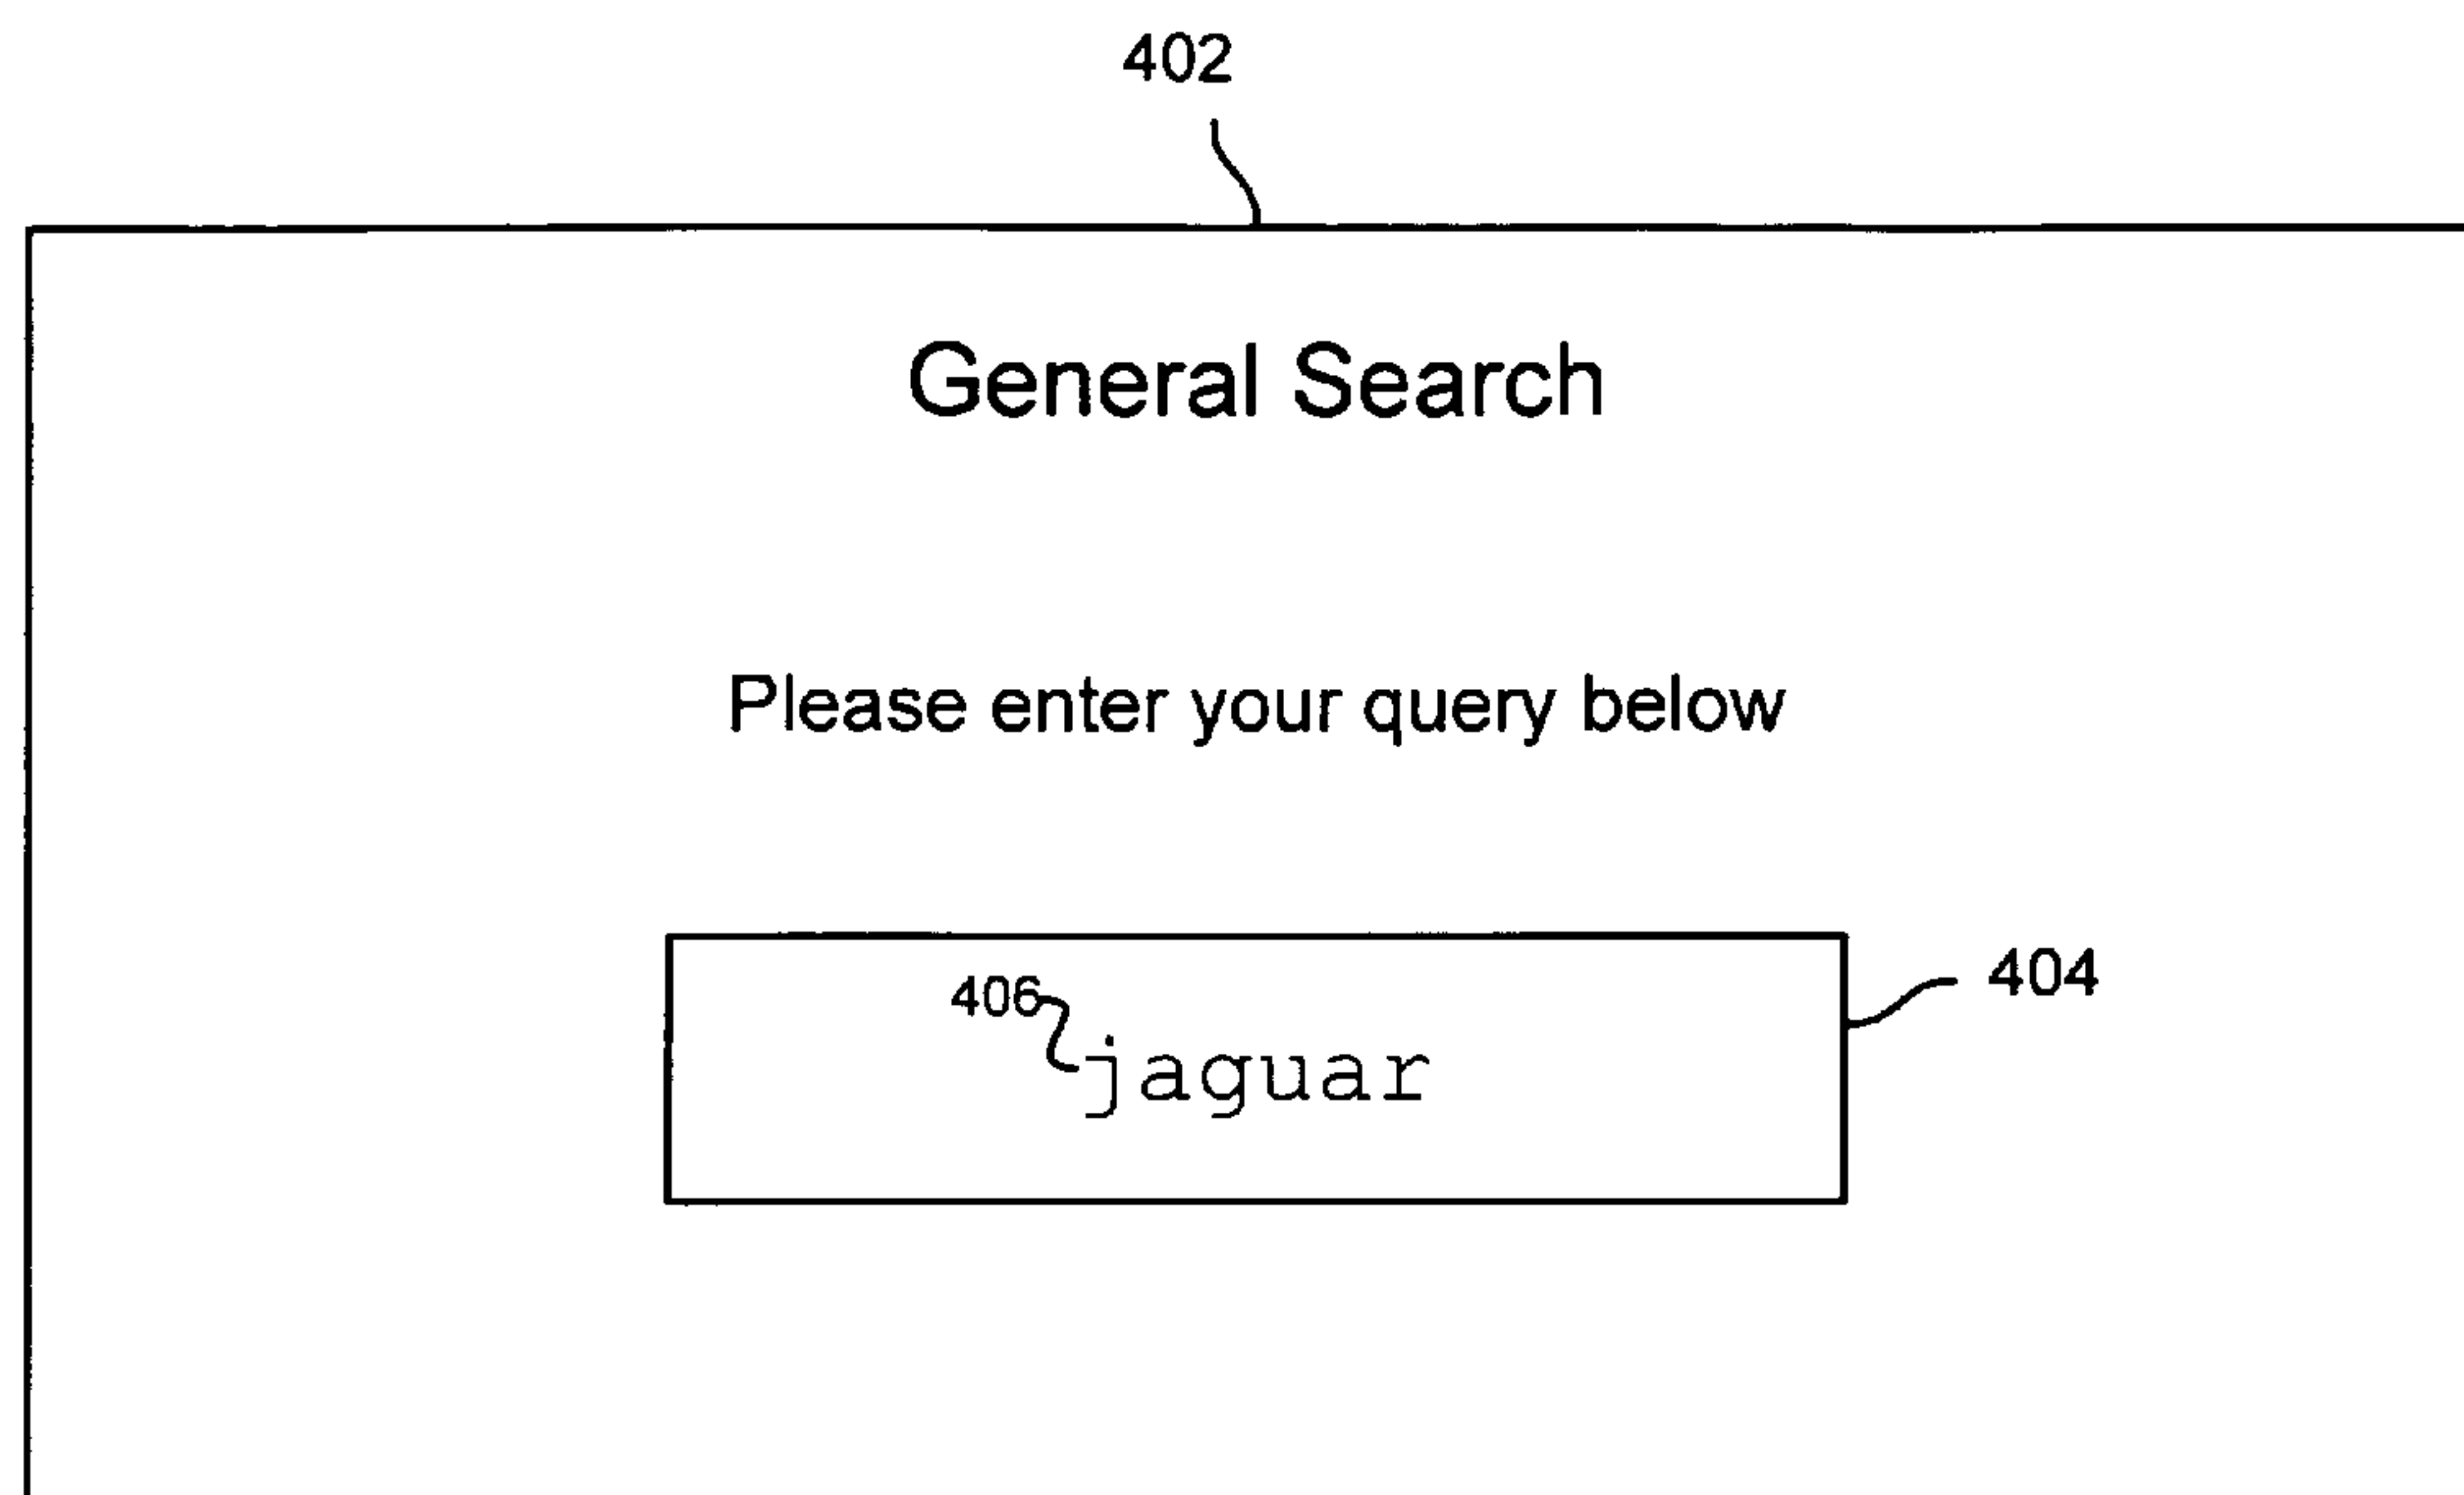 402
General Search
Please enter your query below
404
406
jaguar